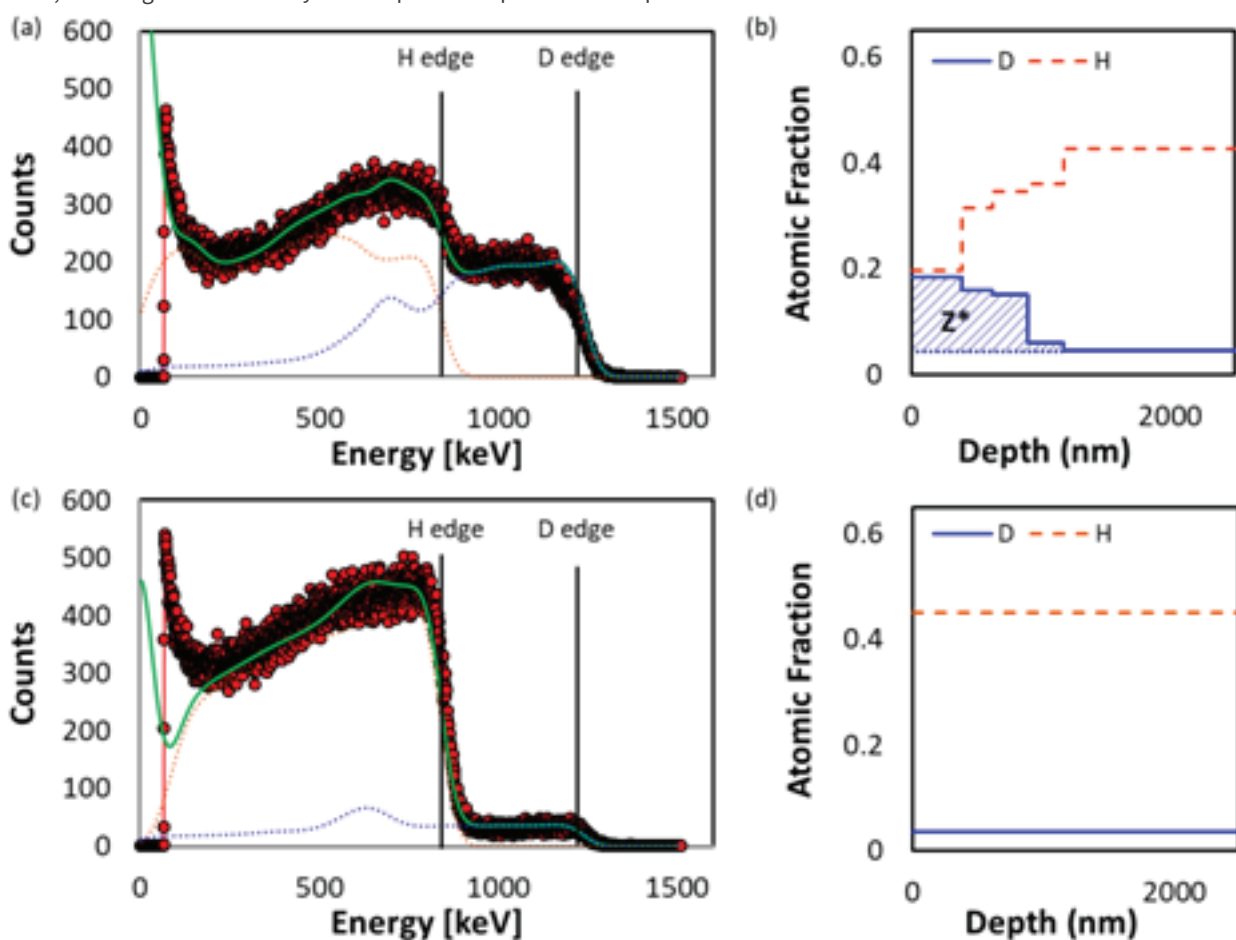 (a)
600
500
400
300
200
100
0
Counts
H edge D edge
0 500 1000 1500
Energy [keV]
(b)
0.6
0.4
0.2
0
Atomic Fraction
D H
Z*
0 2000
Depth (nm)
(c)
600
500
400
300
200
100
0
Counts
H edge D edge
0 500 1000 1500
Energy [keV]
(d)
0.6
0.4
0.2
0
Atomic Fraction
D H
0 2000
Depth (nm)